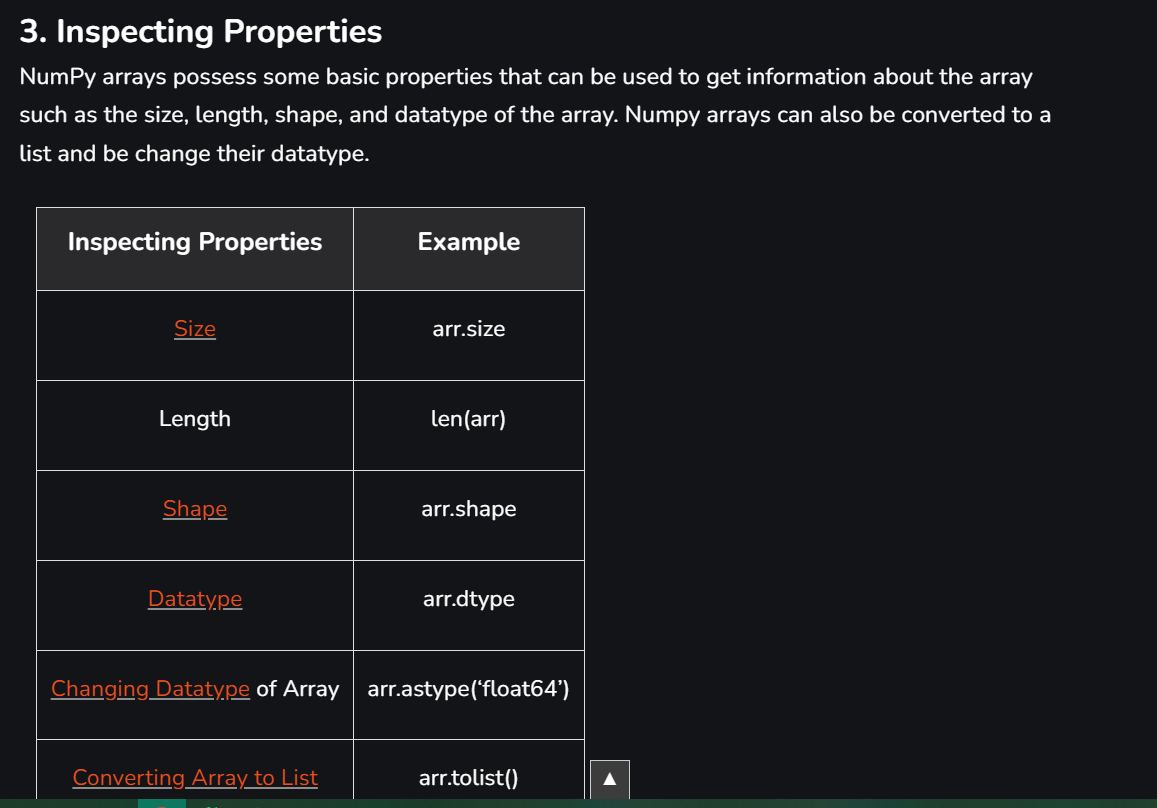 3. Inspecting Properties
NumPy arrays possess some basic properties that can be used to get information about the array
such as the size, length, shape, and datatype of the array. Numpy arrays can also be converted to a
list and be change their datatype.
Inspecting Properties Example
Size arr.size
Length len(arr)
Shape arr.shape
Datatype arr.dtype
Changing Datatype of Array arr.astype(‘float64’)
Converting Array to List arr.tolist()